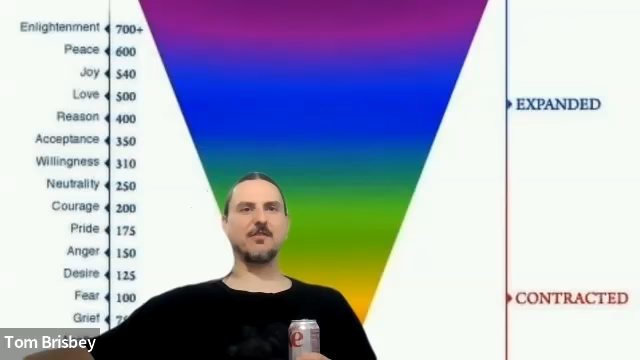 Enlightenment 700+
Peace 600
Joy 540
Love 500
Reason 400
Acceptance 350
Willingness 310
Neutrality 250
Courage 200
Pride 175
Anger 150
Desire 125
Fear 100
Grief
EXPANDED
CONTRACTED
Tom Brisbey